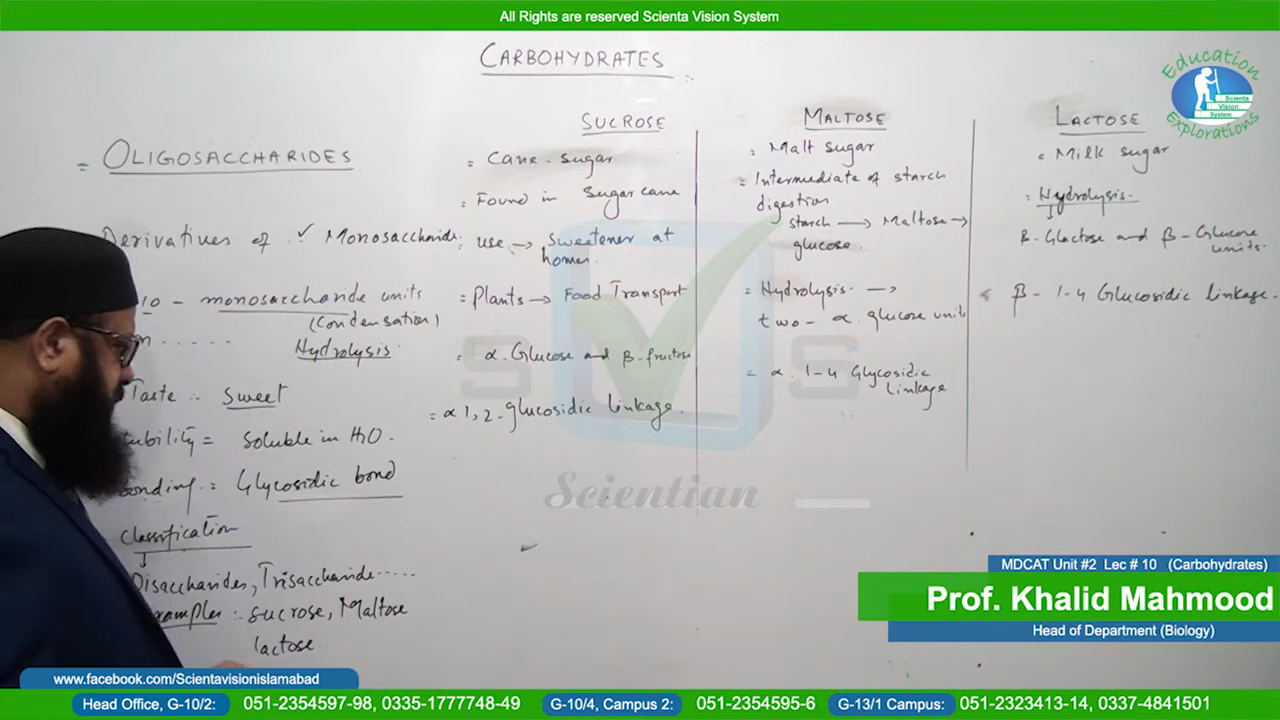 All Rights are reserved Scienta Vision System
CARBOHYDRATES
Education
Scienta
Vision
System
Explorations
= OLIGOSACCHARIDES
Derivatives of ✓ Monosaccharide
10 - monosaccharide units
(Condensation)
Hydrolysis.
Taste :- Sweet
Soluble in H2O.
Glycosidic bond
Classification
Disaccharides, Trisaccharide.....
sucrose, Maltose
lactose.
SUCROSE
= Cane-sugar
= Found in Sugarcane
use → Sweetener at
homes.
= Plants → Food Transport
= α. Glucose and β-fructose
= α 1,2-glucosidic linkage.
MALTOSE
= Malt sugar
= Intermediate of starch
digestion
starch → Maltose →
glucose.
= Hydrolysis. →
two - α. glucose units
= α. 1-4 Glycosidic
linkage
LACTOSE
= Milk sugar
= Hydrolysis.
β-Glactose and β-Glucose
units.
β- 1-4 Glucosidic linkage.
S S
Scientian
MDCAT Unit #2 Lec # 10 (Carbohydrates)
Prof. Khalid Mahmood
Head of Department (Biology)
www.facebook.com/Scientavisionislamabad
Head Office, G-10/2: 051-2354597-98, 0335-1777748-49 G-10/4, Campus 2: 051-2354595-6 G-13/1 Campus: 051-2323413-14, 0337-4841501